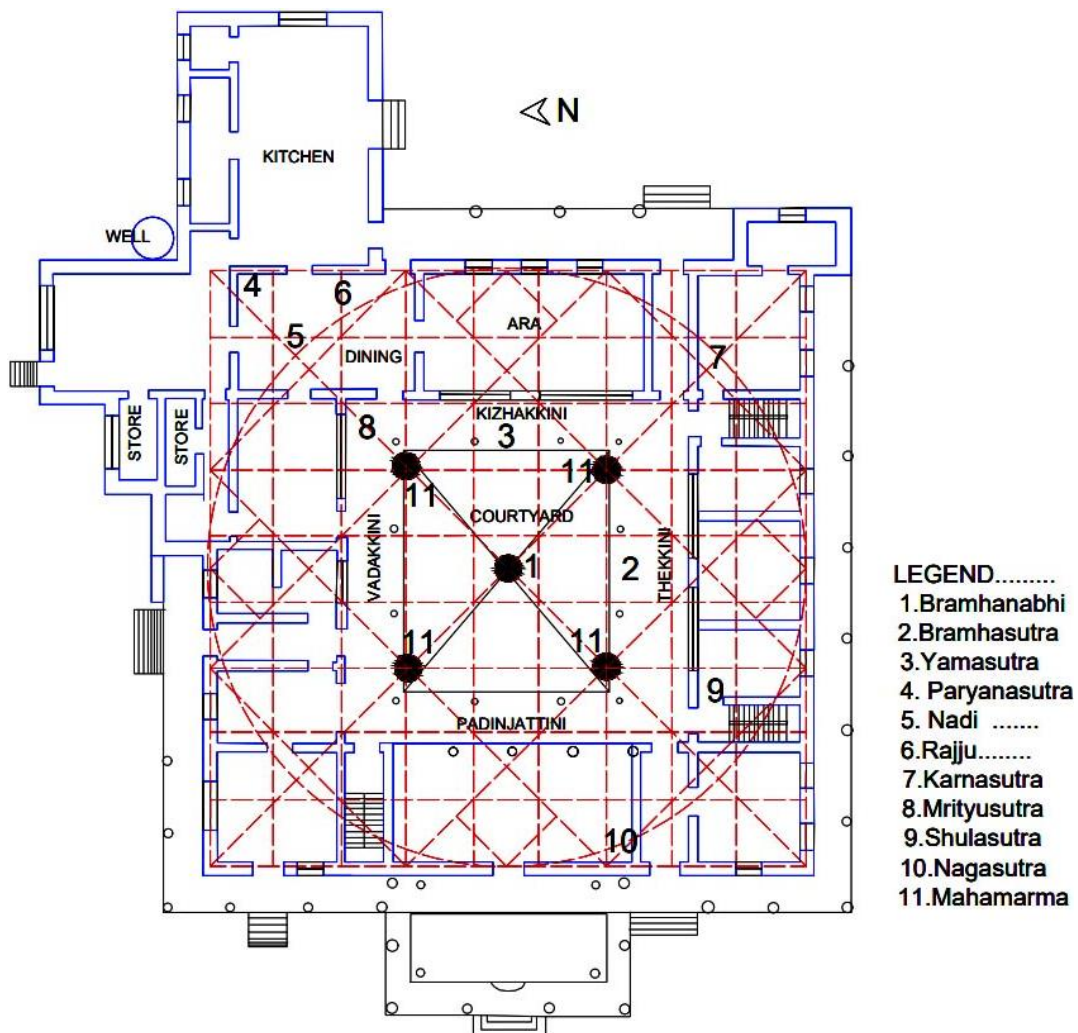 N
KITCHEN
WELL
4
6
ARA
5
DINING
7
STORE
STORE
KIZHAKKINI
8
3
11
11
COURTYARD
VADAKKINI
1
2
THEKKINI
11
11
9
PADINJATTINI
10
LEGEND.........
1.Bramhanabhi
2.Bramhasutra
3.Yamasutra
4. Paryanasutra
5. Nadi .......
6.Rajju........
7.Karnasutra
8.Mrityusutra
9.Shulasutra
10.Nagasutra
11.Mahamarma